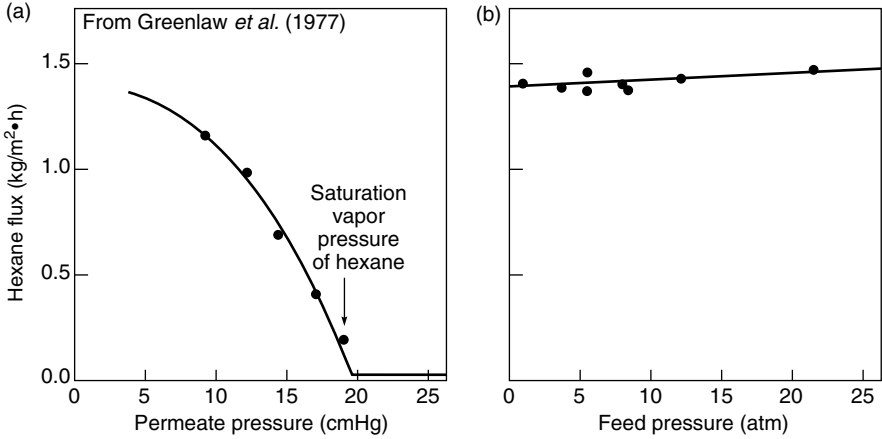 (a)
From Greenlaw et al. (1977)
Hexane flux (kg/m²•h)
1.5
1.0
0.5
0.0
Saturation
vapor
pressure
of hexane
0 5 10 15 20 25
Permeate pressure (cmHg)
(b)
0 5 10 15 20 25
Feed pressure (atm)